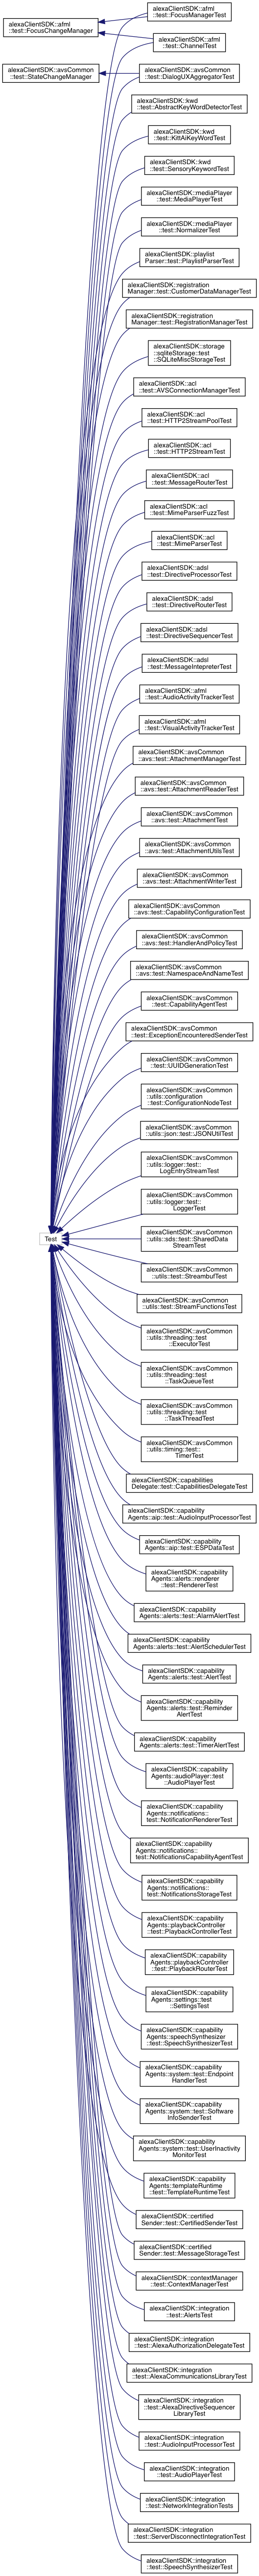 alexaClientSDK::afml
::test::FocusManagerTest
alexaClientSDK::afml
::test::FocusChangeManager
alexaClientSDK::afml
::test::ChannelTest
alexaClientSDK::avsCommon
::test::StateChangeManager
alexaClientSDK::avsCommon
::test::DialogUXAggregatorTest
alexaClientSDK::kwd
::test::AbstractKeyWordDetectorTest
alexaClientSDK::kwd
::test::KittAiKeyWordTest
alexaClientSDK::kwd
::test::SensoryKeywordTest
alexaClientSDK::mediaPlayer
::test::MediaPlayerTest
alexaClientSDK::mediaPlayer
::test::NormalizerTest
alexaClientSDK::playlist
Parser::test::PlaylistParserTest
alexaClientSDK::registration
Manager::test::CustomerDataManagerTest
alexaClientSDK::registration
Manager::test::RegistrationManagerTest
alexaClientSDK::storage
::sqliteStorage::test
::SQLiteMiscStorageTest
alexaClientSDK::acl
::test::AVSConnectionManagerTest
alexaClientSDK::acl
::test::HTTP2StreamPoolTest
alexaClientSDK::acl
::test::HTTP2StreamTest
alexaClientSDK::acl
::test::MessageRouterTest
alexaClientSDK::acl
::test::MimeParserFuzzTest
alexaClientSDK::acl
::test::MimeParserTest
alexaClientSDK::adsl
::test::DirectiveProcessorTest
alexaClientSDK::adsl
::test::DirectiveRouterTest
alexaClientSDK::adsl
::test::DirectiveSequencerTest
alexaClientSDK::adsl
::test::MessageIntepreterTest
alexaClientSDK::afml
::test::AudioActivityTrackerTest
alexaClientSDK::afml
::test::VisualActivityTrackerTest
alexaClientSDK::avsCommon
::avs::test::AttachmentManagerTest
alexaClientSDK::avsCommon
::avs::test::AttachmentReaderTest
alexaClientSDK::avsCommon
::avs::test::AttachmentTest
alexaClientSDK::avsCommon
::avs::test::AttachmentUtilsTest
alexaClientSDK::avsCommon
::avs::test::AttachmentWriterTest
alexaClientSDK::avsCommon
::avs::test::CapabilityConfigurationTest
alexaClientSDK::avsCommon
::avs::test::HandlerAndPolicyTest
alexaClientSDK::avsCommon
::avs::test::NamespaceAndNameTest
alexaClientSDK::avsCommon
::test::CapabilityAgentTest
alexaClientSDK::avsCommon
::test::ExceptionEncounteredSenderTest
alexaClientSDK::avsCommon
::test::UUIDGenerationTest
alexaClientSDK::avsCommon
::utils::configuration
::test::ConfigurationNodeTest
alexaClientSDK::avsCommon
::utils::json::test::JSONUtilTest
alexaClientSDK::avsCommon
::utils::logger::test::
LogEntryStreamTest
alexaClientSDK::avsCommon
::utils::logger::test::
LoggerTest
Test
alexaClientSDK::avsCommon
::utils::sds::test::SharedData
StreamTest
alexaClientSDK::avsCommon
::utils::test::StreambufTest
alexaClientSDK::avsCommon
::utils::test::StreamFunctionsTest
alexaClientSDK::avsCommon
::utils::threading::test
::ExecutorTest
alexaClientSDK::avsCommon
::utils::threading::test
::TaskQueueTest
alexaClientSDK::avsCommon
::utils::threading::test
::TaskThreadTest
alexaClientSDK::avsCommon
::utils::timing::test::
TimerTest
alexaClientSDK::capabilities
Delegate::test::CapabilitiesDelegateTest
alexaClientSDK::capability
Agents::aip::test::AudioInputProcessorTest
alexaClientSDK::capability
Agents::aip::test::ESPDataTest
alexaClientSDK::capability
Agents::alerts::renderer
::test::RendererTest
alexaClientSDK::capability
Agents::alerts::test::AlarmAlertTest
alexaClientSDK::capability
Agents::alerts::test::AlertSchedulerTest
alexaClientSDK::capability
Agents::alerts::test::AlertTest
alexaClientSDK::capability
Agents::alerts::test::Reminder
AlertTest
alexaClientSDK::capability
Agents::alerts::test::TimerAlertTest
alexaClientSDK::capability
Agents::audioPlayer::test
::AudioPlayerTest
alexaClientSDK::capability
Agents::notifications::
test::NotificationRendererTest
alexaClientSDK::capability
Agents::notifications::
test::NotificationsCapabilityAgentTest
alexaClientSDK::capability
Agents::notifications::
test::NotificationsStorageTest
alexaClientSDK::capability
Agents::playbackController
::test::PlaybackControllerTest
alexaClientSDK::capability
Agents::playbackController
::test::PlaybackRouterTest
alexaClientSDK::capability
Agents::settings::test
::SettingsTest
alexaClientSDK::capability
Agents::speechSynthesizer
::test::SpeechSynthesizerTest
alexaClientSDK::capability
Agents::system::test::Endpoint
HandlerTest
alexaClientSDK::capability
Agents::system::test::Software
InfoSenderTest
alexaClientSDK::capability
Agents::system::test::UserInactivity
MonitorTest
alexaClientSDK::capability
Agents::templateRuntime
::test::TemplateRuntimeTest
alexaClientSDK::certified
Sender::test::CertifiedSenderTest
alexaClientSDK::certified
Sender::test::MessageStorageTest
alexaClientSDK::contextManager
::test::ContextManagerTest
alexaClientSDK::integration
::test::AlertsTest
alexaClientSDK::integration
::test::AlexaAuthorizationDelegateTest
alexaClientSDK::integration
::test::AlexaCommunicationsLibraryTest
alexaClientSDK::integration
::test::AlexaDirectiveSequencer
LibraryTest
alexaClientSDK::integration
::test::AudioInputProcessorTest
alexaClientSDK::integration
::test::AudioPlayerTest
alexaClientSDK::integration
::test::NetworkIntegrationTests
alexaClientSDK::integration
::test::ServerDisconnectIntegrationTest
alexaClientSDK::integration
::test::SpeechSynthesizerTest